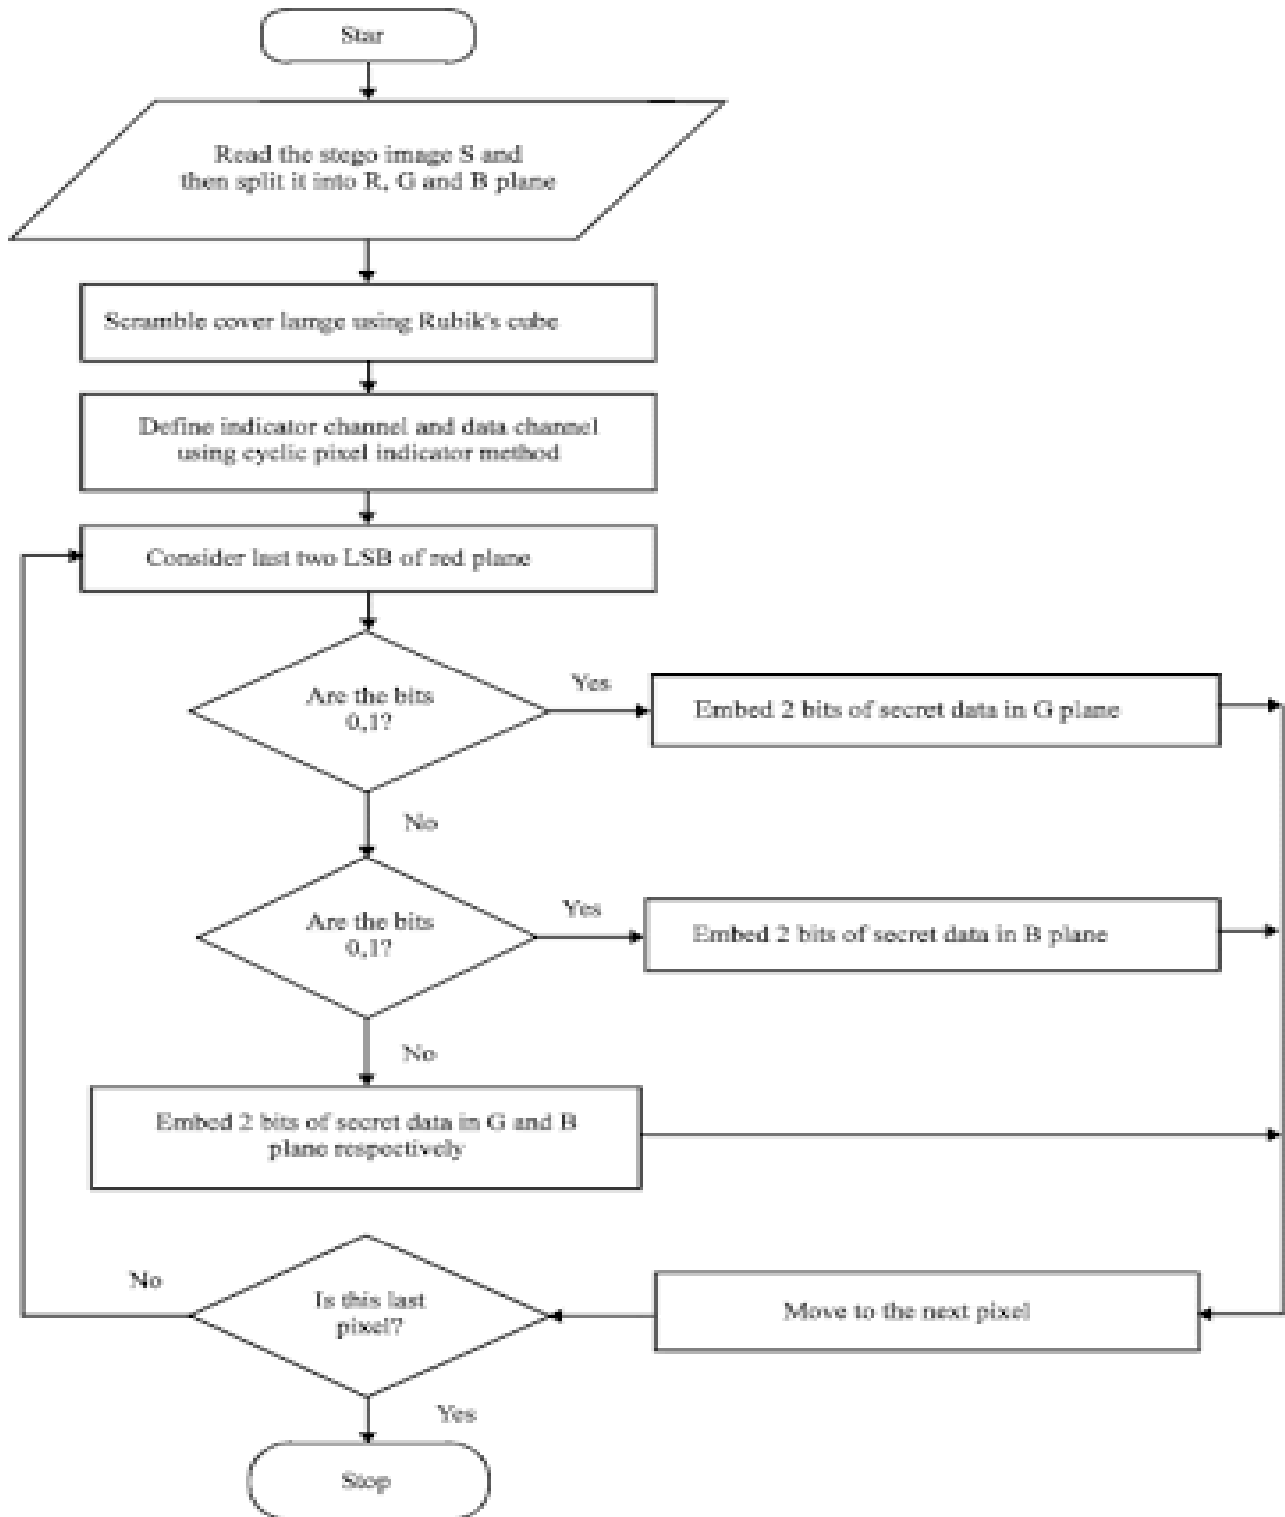 Star
Read the stego image S and
then split it into R, G and B plane
Scramble cover lamge using Rubik's cube
Define indicator channel and data channel
using cyclic pixel indicator method
Consider last two LSB of red plane
Are the bits
0,1?
Yes
Embed 2 bits of secret data in G plane
No
Are the bits
0,1?
Yes
Embed 2 bits of secret data in B plane
No
Embed 2 bits of secret data in G and B
plane respectively
No
Is this last
pixel?
Move to the next pixel
Yes
Stop